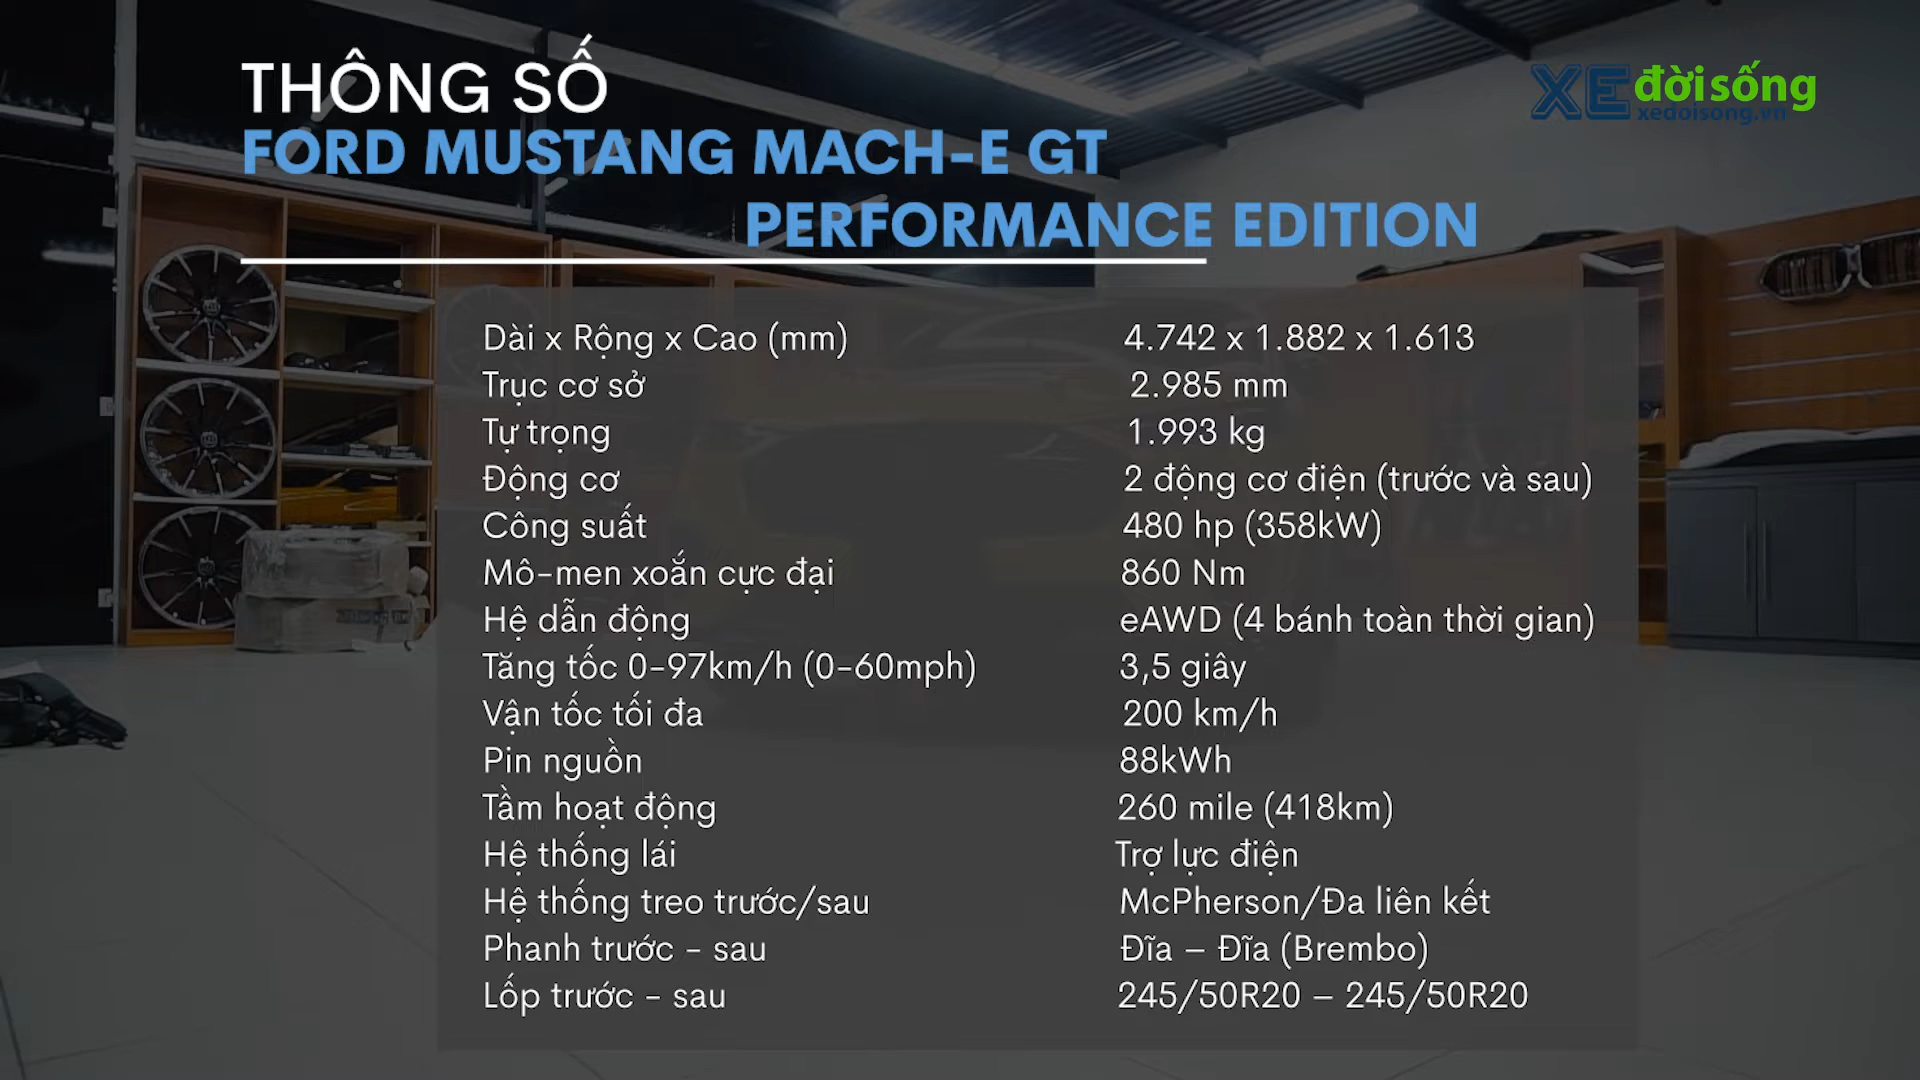 THÔNG SỐ
XE đời sống
xedoisong.vn
FORD MUSTANG MACH-E GT
PERFORMANCE EDITION
Dài x Rộng x Cao (mm) 4.742 x 1.882 x 1.613
Trục cơ sở 2.985 mm
Tự trọng 1.993 kg
Động cơ 2 động cơ điện (trước và sau)
Công suất 480 hp (358kW)
Mô-men xoắn cực đại 860 Nm
Hệ dẫn động eAWD (4 bánh toàn thời gian)
Tăng tốc 0-97km/h (0-60mph) 3,5 giây
Vận tốc tối đa 200 km/h
Pin nguồn 88kWh
Tầm hoạt động 260 mile (418km)
Hệ thống lái Trợ lực điện
Hệ thống treo trước/sau McPherson/Đa liên kết
Phanh trước - sau Đĩa – Đĩa (Brembo)
Lốp trước - sau 245/50R20 – 245/50R20